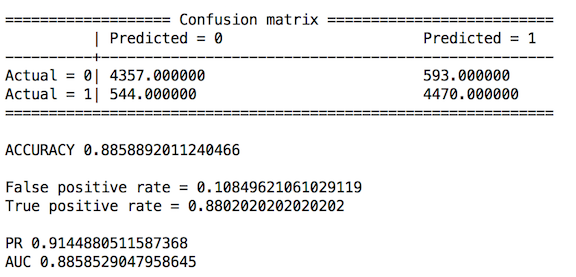 =================== Confusion matrix ==========================
| Predicted = 0 Predicted = 1
----------+----------------------------------------------------
Actual = 0| 4357.000000 593.000000
Actual = 1| 544.000000 4470.000000
===============================================================
ACCURACY 0.8858892011240466
False positive rate = 0.10849621061029119
True positive rate = 0.8802020202020202
PR 0.9144880511587368
AUC 0.8858529047958645